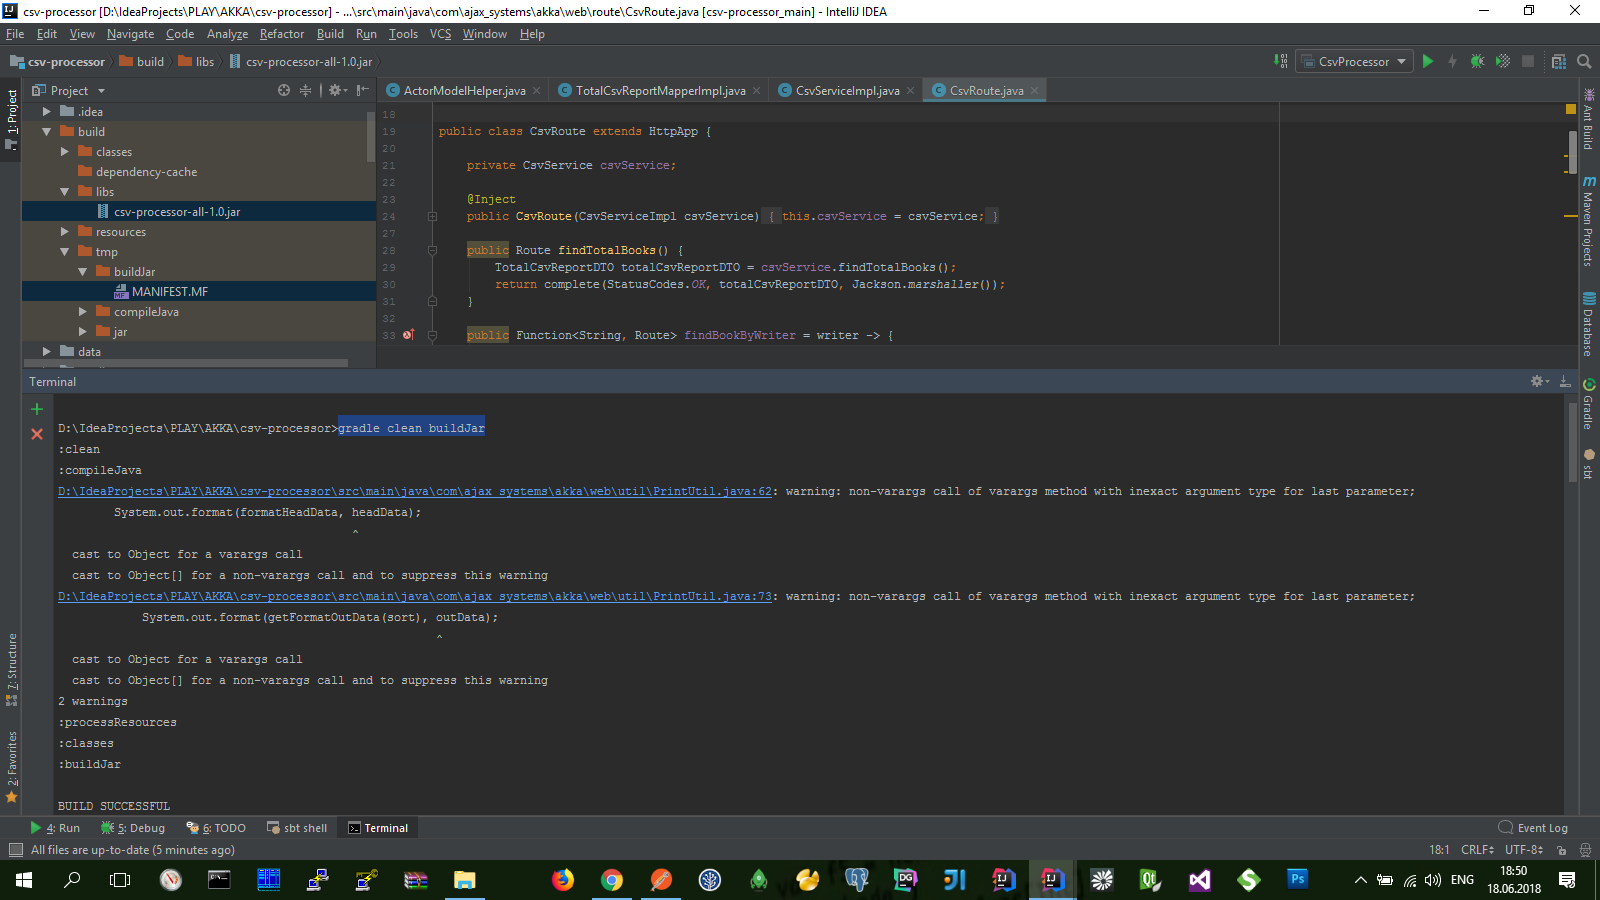 csv-processor [D:\IdeaProjects\PLAY\AKKA\csv-processor] - ...\src\main\java\com\ajax_systems\akka\web\route\CsvRoute.java [csv-processor_main] - IntelliJ IDEA
File Edit View Navigate Code Analyze Refactor Build Run Tools VCS Window Help
csv-processor build libs csv-processor-all-1.0.jar CsvProcessor
1: Project
Project
.idea
build
classes
dependency-cache
libs
csv-processor-all-1.0.jar
resources
tmp
buildJar
MANIFEST.MF
compileJava
jar
data
ActorModelHelper.java TotalCsvReportMapperImpl.java CsvServiceImpl.java CsvRoute.java
18
19 public class CsvRoute extends HttpApp {
20
21 private CsvService csvService;
22
23 @Inject
24 public CsvRoute(CsvServiceImpl csvService) { this.csvService = csvService; }
27
28 public Route findTotalBooks() {
29 TotalCsvReportDTO totalCsvReportDTO = csvService.findTotalBooks();
30 return complete(StatusCodes.OK, totalCsvReportDTO, Jackson.marshaller());
31 }
32
33 public Function<String, Route> findBookByWriter = writer -> {
Ant Build
Maven Projects
Database
Gradle
sbt
Terminal
D:\IdeaProjects\PLAY\AKKA\csv-processor>gradle clean buildJar
:clean
:compileJava
D:\IdeaProjects\PLAY\AKKA\csv-processor\src\main\java\com\ajax_systems\akka\web\util\PrintUtil.java:62: warning: non-varargs call of varargs method with inexact argument type for last parameter;
System.out.format(formatHeadData, headData);
^
cast to Object for a varargs call
cast to Object[] for a non-varargs call and to suppress this warning
D:\IdeaProjects\PLAY\AKKA\csv-processor\src\main\java\com\ajax_systems\akka\web\util\PrintUtil.java:73: warning: non-varargs call of varargs method with inexact argument type for last parameter;
System.out.format(getFormatOutData(sort), outData);
^
cast to Object for a varargs call
cast to Object[] for a non-varargs call and to suppress this warning
2 warnings
:processResources
:classes
:buildJar
BUILD SUCCESSFUL
7: Structure
2: Favorites
4: Run 5: Debug 6: TODO sbt shell Terminal Event Log
All files are up-to-date (5 minutes ago) 18:1 CRLF UTF-8
ENG
18:50
18.06.2018